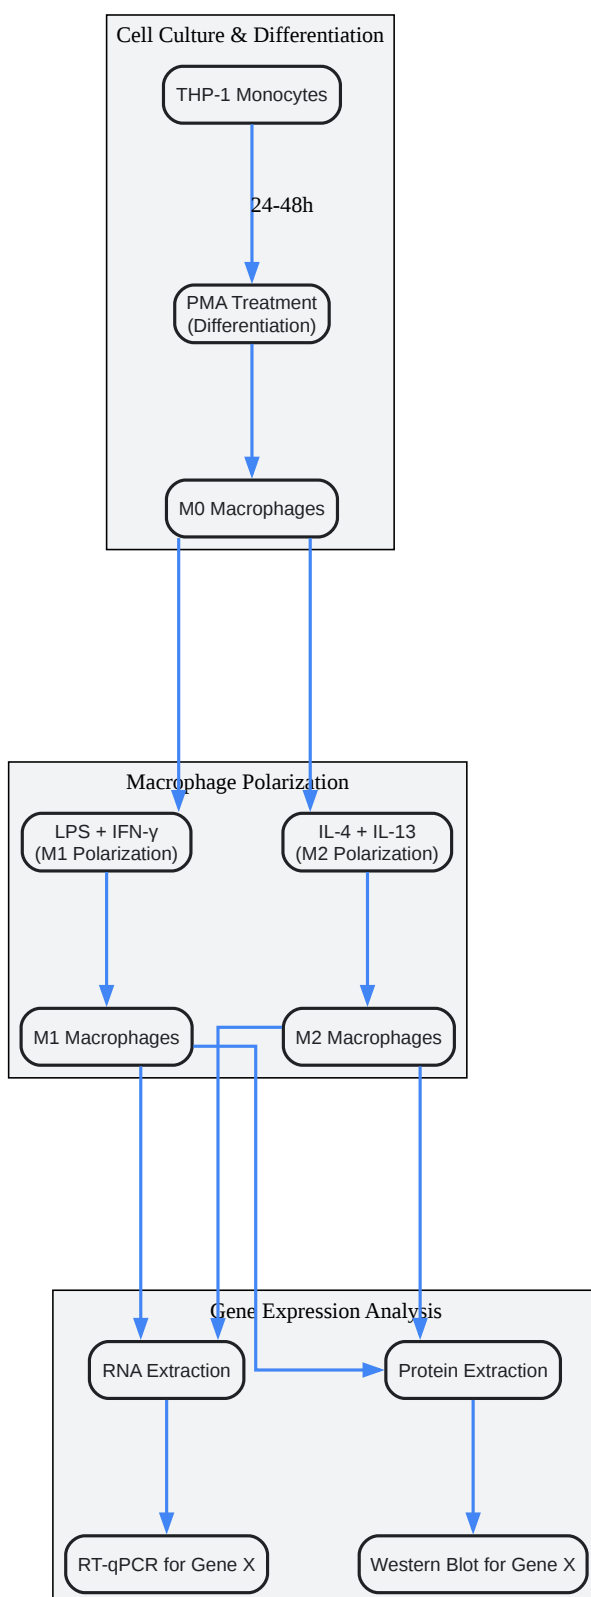 Cell Culture & Differentiation
THP-1 Monocytes
24-48h
PMA Treatment
(Differentiation)
M0 Macrophages
Macrophage Polarization
LPS + IFN-γ
(M1 Polarization)
IL-4 + IL-13
(M2 Polarization)
M1 Macrophages
M2 Macrophages
Gene Expression Analysis
RNA Extraction
Protein Extraction
RT-qPCR for Gene X
Western Blot for Gene X